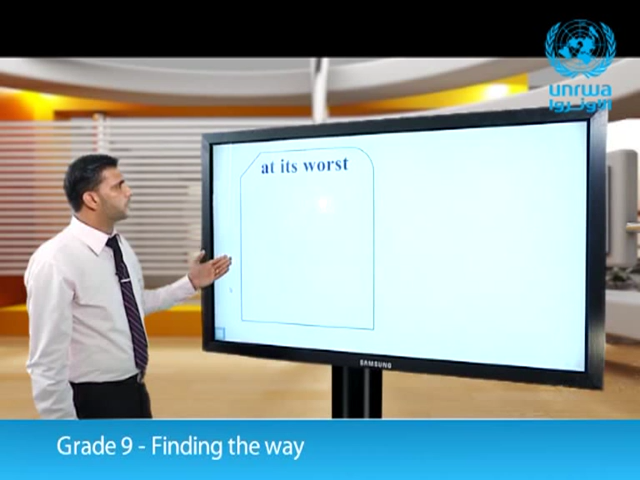 unrwa
الأونروا
at its worst
SAMSUNG
Grade 9 - Finding the way